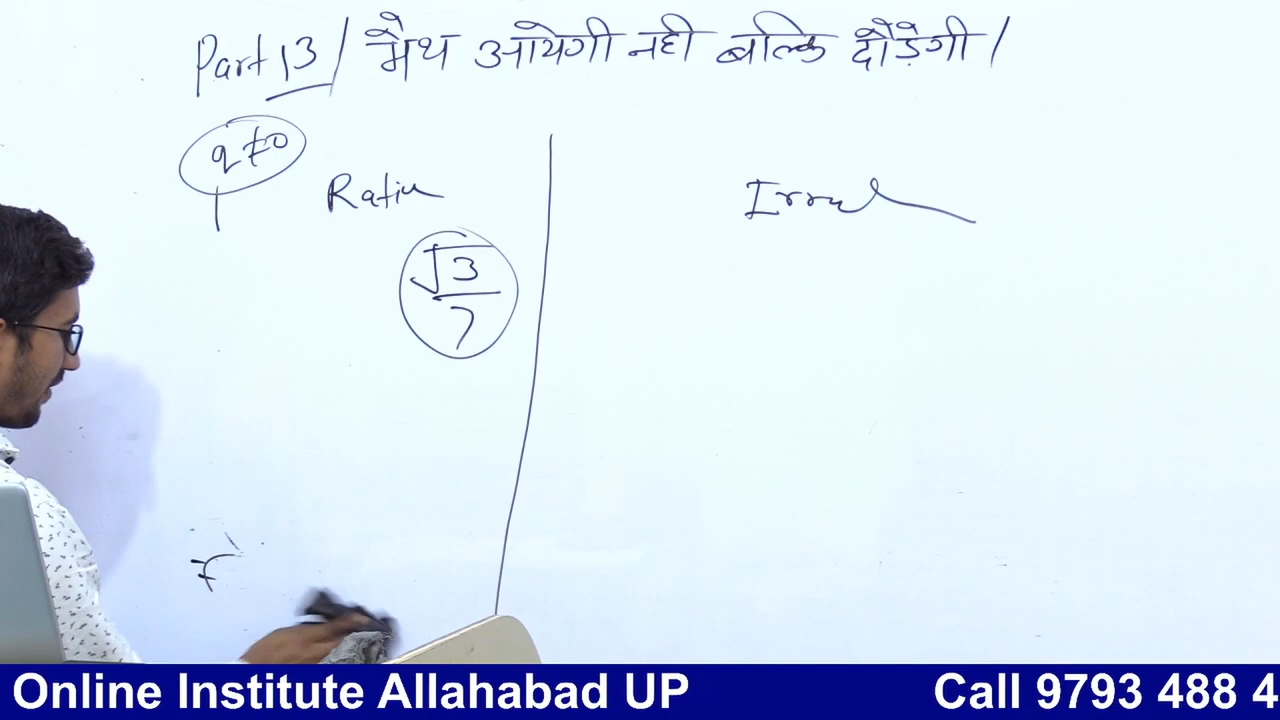 Part 13 / मैथ आयेगी नही बल्कि दौड़ेगी /
q≠0
Ratio
√3/7
Online Institute Allahabad UP
Call 9793 488 4